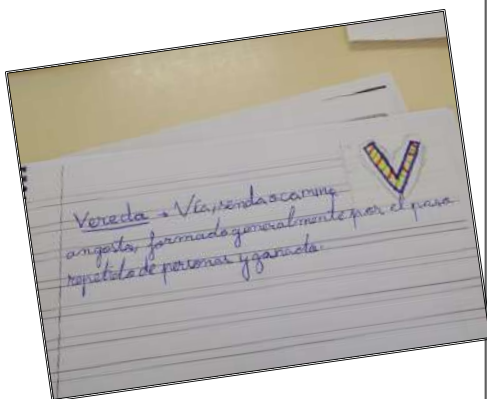 V
Vereda → Vía, senda o camino
angosto, formado generalmente por el paso
repetido de personas y ganado.